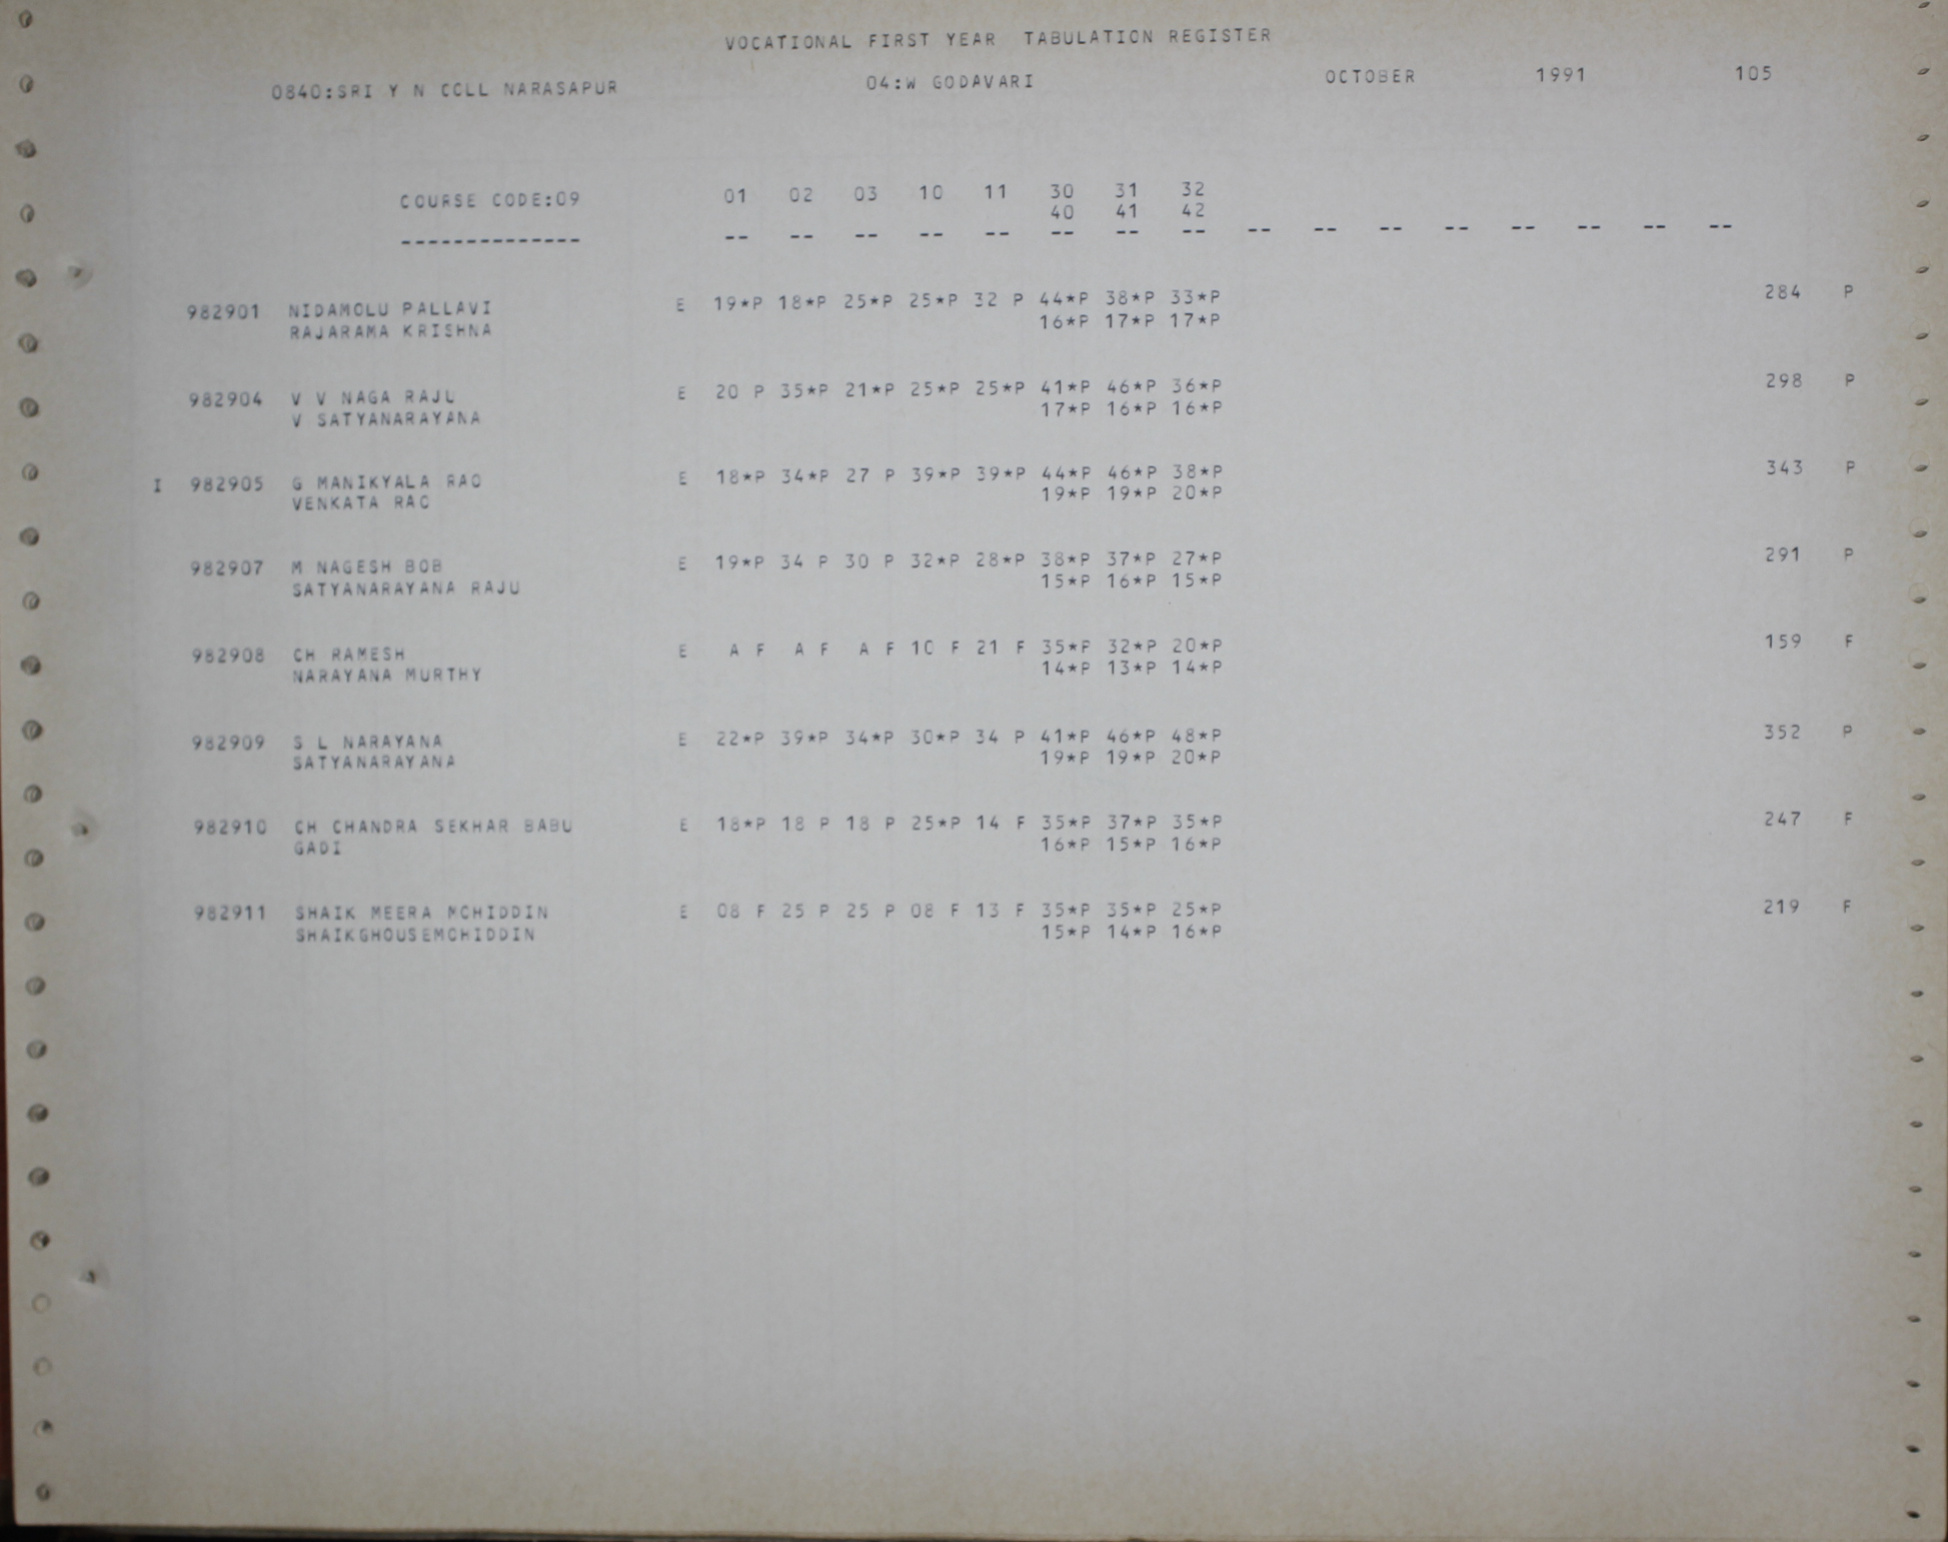 VOCATIONAL FIRST YEAR TABULATION REGISTER
0840:SRI Y N COLL NARASAPUR 04:W GODAVARI OCTOBER 1991 105
COURSE CODE:09 01 02 03 10 11 30 31 32
40 41 42
-------------- -- -- -- -- -- -- -- -- -- -- -- -- -- -- -- --
982901 NIDAMOLU PALLAVI E 19*P 18*P 25*P 25*P 32 P 44*P 38*P 33*P 284 P
RAJARAMA KRISHNA 16*P 17*P 17*P
982904 V V NAGA RAJU E 20 P 35*P 21*P 25*P 25*P 41*P 46*P 36*P 298 P
V SATYANARAYANA 17*P 16*P 16*P
I 982905 G MANIKYALA RAO E 18*P 34*P 27 P 39*P 39*P 44*P 46*P 38*P 343 P
VENKATA RAO 19*P 19*P 20*P
982907 M NAGESH BOB E 19*P 34 P 30 P 32*P 28*P 38*P 37*P 27*P 291 P
SATYANARAYANA RAJU 15*P 16*P 15*P
982908 CH RAMESH E A F A F A F 10 F 21 F 35*P 32*P 20*P 159 F
NARAYANA MURTHY 14*P 13*P 14*P
982909 S L NARAYANA E 22*P 39*P 34*P 30*P 34 P 41*P 46*P 48*P 352 P
SATYANARAYANA 19*P 19*P 20*P
982910 CH CHANDRA SEKHAR BABU E 18*P 18 P 18 P 25*P 14 F 35*P 37*P 35*P 247 F
GADI 16*P 15*P 16*P
982911 SHAIK MEERA MOHIDDIN E 08 F 25 P 25 P 08 F 13 F 35*P 35*P 25*P 219 F
SHAIKGHOUSEMOHIDDIN 15*P 14*P 16*P